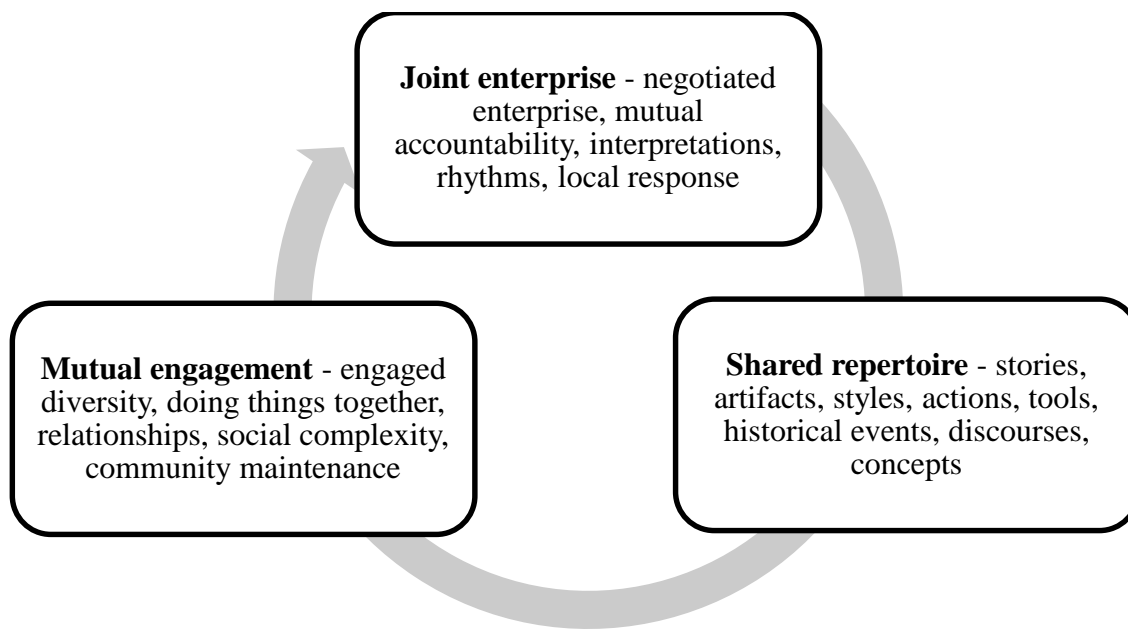 Joint enterprise - negotiated
enterprise, mutual
accountability, interpretations,
rhythms, local response
Mutual engagement - engaged
diversity, doing things together,
relationships, social complexity,
community maintenance
Shared repertoire - stories,
artifacts, styles, actions, tools,
historical events, discourses,
concepts